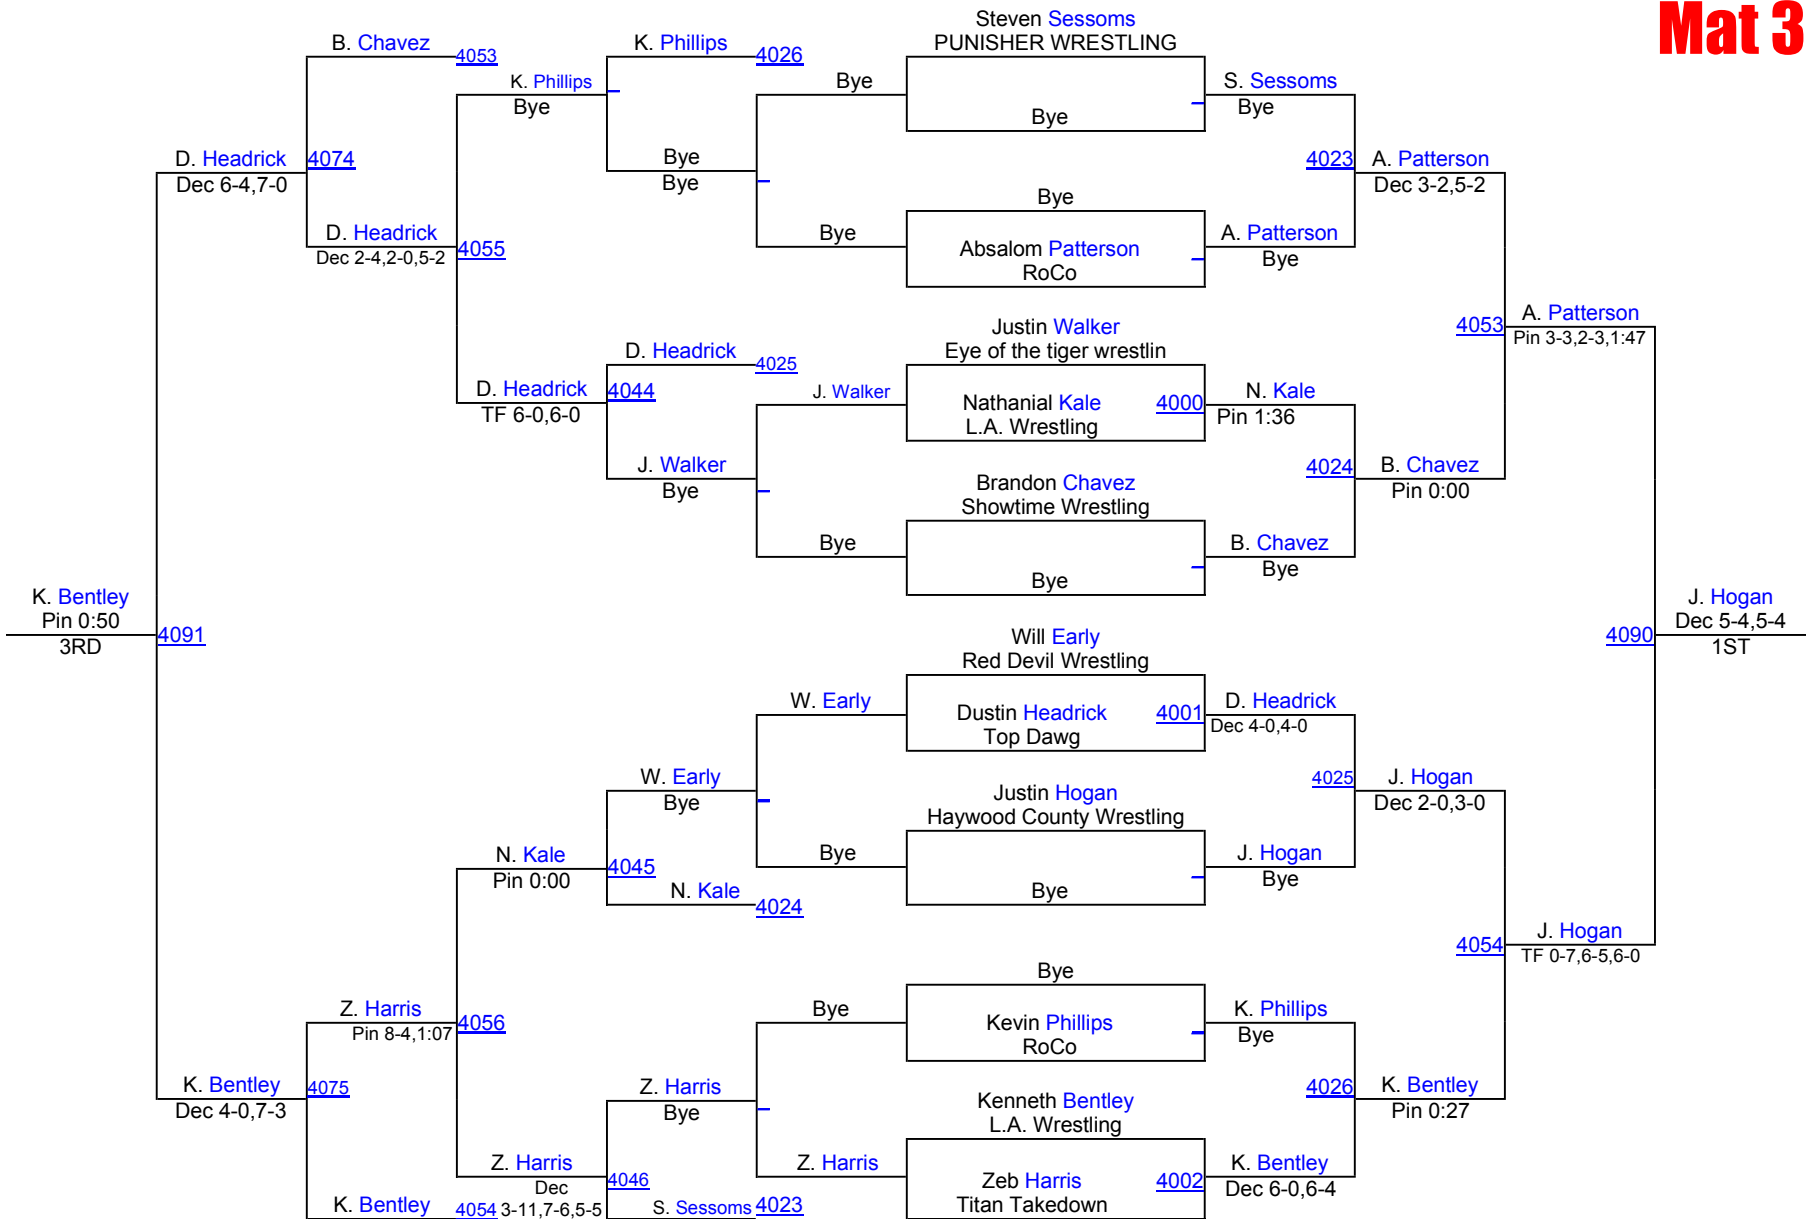 Mat 3
Steven Sessoms
PUNISHER WRESTLING
B. Chavez
4053
K. Phillips
4026
K. Phillips
Bye
Bye
Bye
S. Sessoms
Bye
D. Headrick
4074
Dec 6-4,7-0
Bye
Bye
4023
A. Patterson
Dec 3-2,5-2
Bye
D. Headrick
Dec 2-4,2-0,5-2
4055
Bye
Absalom Patterson
RoCo
A. Patterson
Bye
Justin Walker
Eye of the tiger wrestlin
4053
A. Patterson
Pin 3-3,2-3,1:47
D. Headrick
4025
D. Headrick
4044
TF 6-0,6-0
J. Walker
Nathanial Kale
4000
L.A. Wrestling
N. Kale
Pin 1:36
J. Walker
Bye
Brandon Chavez
Showtime Wrestling
4024
B. Chavez
Pin 0:00
Bye
Bye
B. Chavez
Bye
K. Bentley
Pin 0:50
3RD
4091
Will Early
Red Devil Wrestling
4090
J. Hogan
Dec 5-4,5-4
1ST
W. Early
Dustin Headrick
4001
Top Dawg
D. Headrick
Dec 4-0,4-0
W. Early
Bye
Justin Hogan
Haywood County Wrestling
4025
J. Hogan
Dec 2-0,3-0
N. Kale
4045
Pin 0:00
Bye
J. Hogan
Bye
N. Kale
4024
Bye
4054
J. Hogan
TF 0-7,6-5,6-0
Bye
Z. Harris
Pin 8-4,1:07
4056
Bye
Kevin Phillips
RoCo
K. Phillips
Bye
K. Bentley
4075
Dec 4-0,7-3
Z. Harris
Bye
Kenneth Bentley
L.A. Wrestling
4026
K. Bentley
Pin 0:27
Z. Harris
4046
Dec
3-11,7-6,5-5
Z. Harris
Zeb Harris
4002
Titan Takedown
K. Bentley
Dec 6-0,6-4
K. Bentley
4054
S. Sessoms
4023